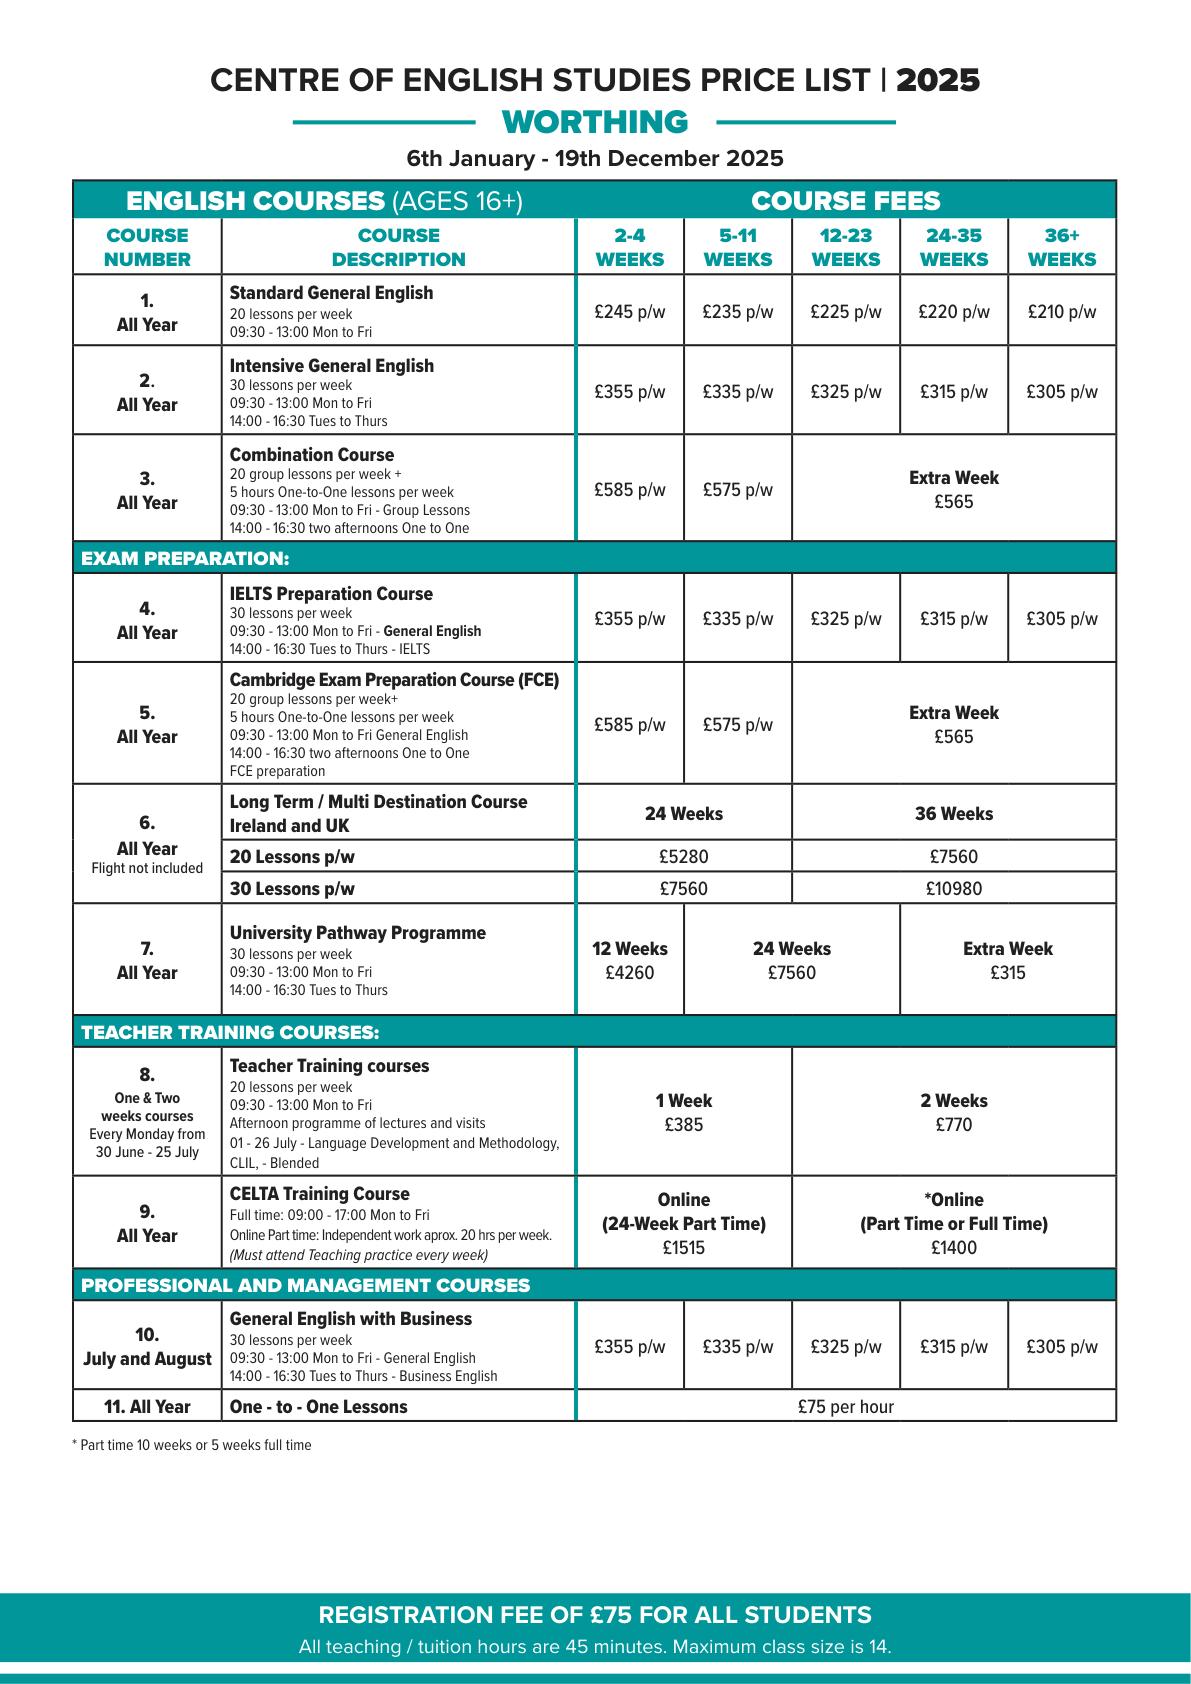 CENTRE OF ENGLISH STUDIES PRICE LIST | 2025
WORTHING
6th January - 19th December 2025
ENGLISH COURSES (AGES 16+)
COURSE FEES
COURSE NUMBER
COURSE DESCRIPTION
2-4 WEEKS
5-11 WEEKS
12-23 WEEKS
24-35 WEEKS
36+ WEEKS
1.
All Year
Standard General English
20 lessons per week
09:30 - 13:00 Mon to Fri
£245 p/w
£235 p/w
£225 p/w
£220 p/w
£210 p/w
2.
All Year
Intensive General English
30 lessons per week
09:30 - 13:00 Mon to Fri
14:00 - 16:30 Tues to Thurs
£355 p/w
£335 p/w
£325 p/w
£315 p/w
£305 p/w
3.
All Year
Combination Course
20 group lessons per week +
5 hours One-to-One lessons per week
09:30 - 13:00 Mon to Fri - Group Lessons
14:00 - 16:30 two afternoons One to One
£585 p/w
£575 p/w
Extra Week
£565
EXAM PREPARATION:
4.
All Year
IELTS Preparation Course
30 lessons per week
09:30 - 13:00 Mon to Fri - General English
14:00 - 16:30 Tues to Thurs - IELTS
£355 p/w
£335 p/w
£325 p/w
£315 p/w
£305 p/w
5.
All Year
Cambridge Exam Preparation Course (FCE)
20 group lessons per week+
5 hours One-to-One lessons per week
09:30 - 13:00 Mon to Fri General English
14:00 - 16:30 two afternoons One to One
FCE preparation
£585 p/w
£575 p/w
Extra Week
£565
6.
All Year
Flight not included
Long Term / Multi Destination Course
Ireland and UK
24 Weeks
36 Weeks
20 Lessons p/w
£5280
£7560
30 Lessons p/w
£7560
£10980
7.
All Year
University Pathway Programme
30 lessons per week
09:30 - 13:00 Mon to Fri
14:00 - 16:30 Tues to Thurs
12 Weeks
£4260
24 Weeks
£7560
Extra Week
£315
TEACHER TRAINING COURSES:
8.
One & Two
weeks courses
Every Monday from
30 June - 25 July
Teacher Training courses
20 lessons per week
09:30 - 13:00 Mon to Fri
Afternoon programme of lectures and visits
01 - 26 July - Language Development and Methodology,
CLIL, - Blended
1 Week
£385
2 Weeks
£770
9.
All Year
CELTA Training Course
Full time: 09:00 - 17:00 Mon to Fri
Online Part time: Independent work aprox. 20 hrs per week.
(Must attend Teaching practice every week)
Online
(24-Week Part Time)
£1515
*Online
(Part Time or Full Time)
£1400
PROFESSIONAL AND MANAGEMENT COURSES
10.
July and August
General English with Business
30 lessons per week
09:30 - 13:00 Mon to Fri - General English
14:00 - 16:30 Tues to Thurs - Business English
£355 p/w
£335 p/w
£325 p/w
£315 p/w
£305 p/w
11. All Year
One - to - One Lessons
£75 per hour
* Part time 10 weeks or 5 weeks full time
REGISTRATION FEE OF £75 FOR ALL STUDENTS
All teaching / tuition hours are 45 minutes. Maximum class size is 14.